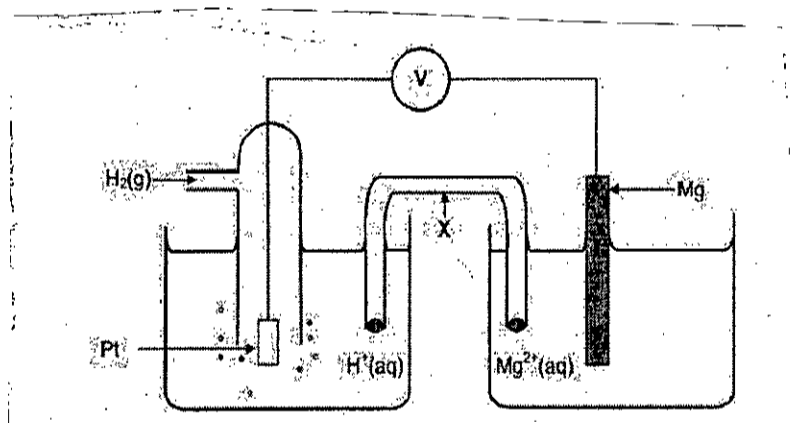 V
H₂(g)
Mg
X
Pt
H⁺(aq)
Mg²⁺(aq)